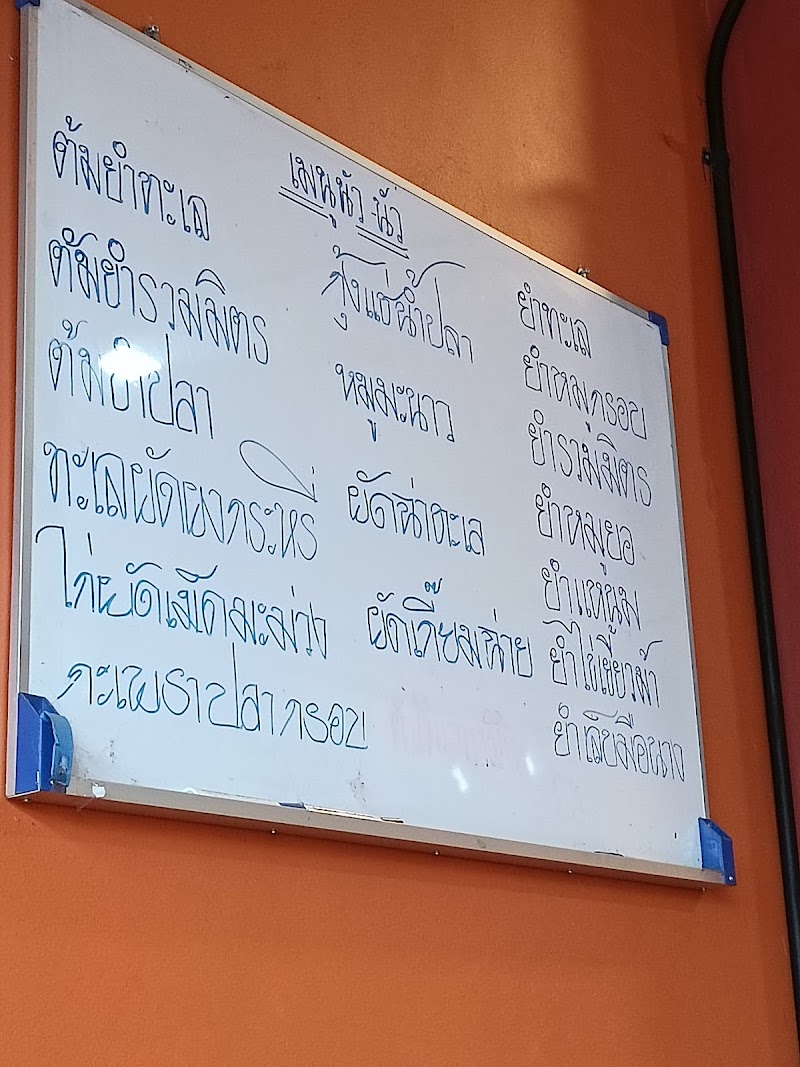 เมนูนัว-นัว
ต้มยำทะเล
ต้มยำรวมมิตร
ต้มยำปลา
ทะเลผัดผงกระหรี่
ไก่ผัดเม็ดมะม่วง
กะเพราปลากรอบ
กุ้งแช่น้ำปลา
หมูมะนาว
ผัดฉ่าทะเล
ผัดเกี๊ยมฉ่าย
ยำทะเล
ยำหมูกรอบ
ยำรวมมิตร
ยำหมูยอ
ยำแหนม
ยำไข่เยี่ยวม้า
ยำเล็บมือนาง